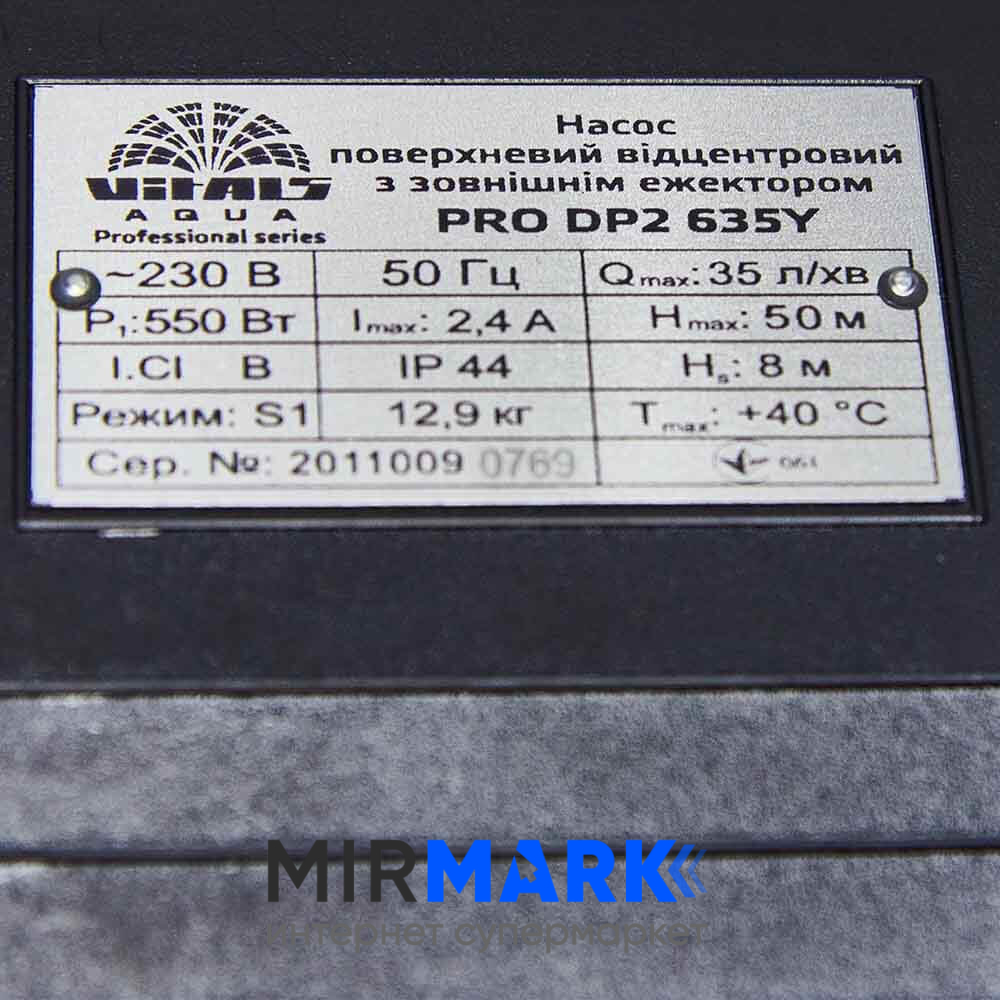 VITALS
AQUA
Professional series
Насос
поверхневий відцентровий
з зовнішнім ежектором
PRO DP2 635Y
~230 В 50 Гц Qmax: 35 л/хв
P₁:550 Вт Imax: 2,4 А Hmax: 50 м
I.Cl B IP 44 Hs: 8 м
Режим: S1 12,9 кг Tmax: +40 °C
Сер. №: 2011009 0769
MIRMARK
интернет супермаркет